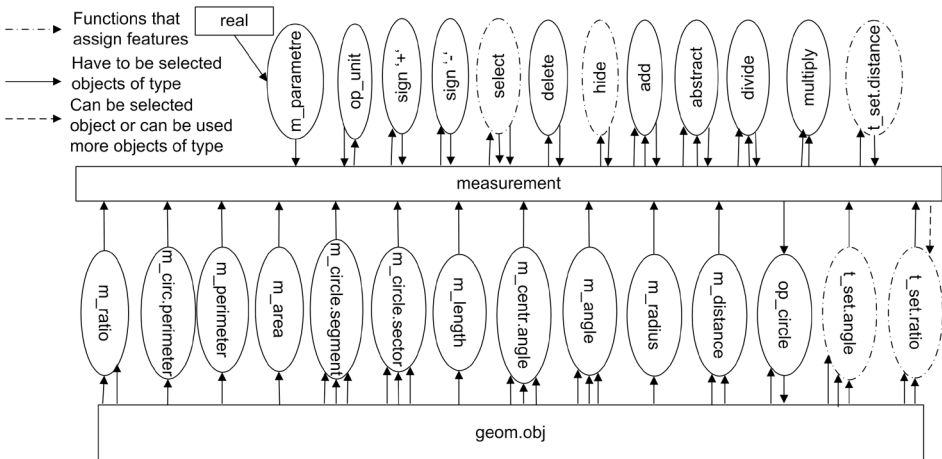 Functions that
assign features
Have to be selected
objects of type
Can be selected
object or can be used
more objects of type
real
m_parametre
op_unit
sign ‘+‘
sign ‘-‘
select
delete
hide
add
abstract
divide
multiply
t_set.distance
measurement
m_ratio
m_circ.perimeter
m_perimeter
m_area
m_circle.segment
m_circle.sector
m_length
m_centr.angle
m_angle
m_radius
m_distance
op_circle
t_set.angle
t_set.ratio
geom.obj